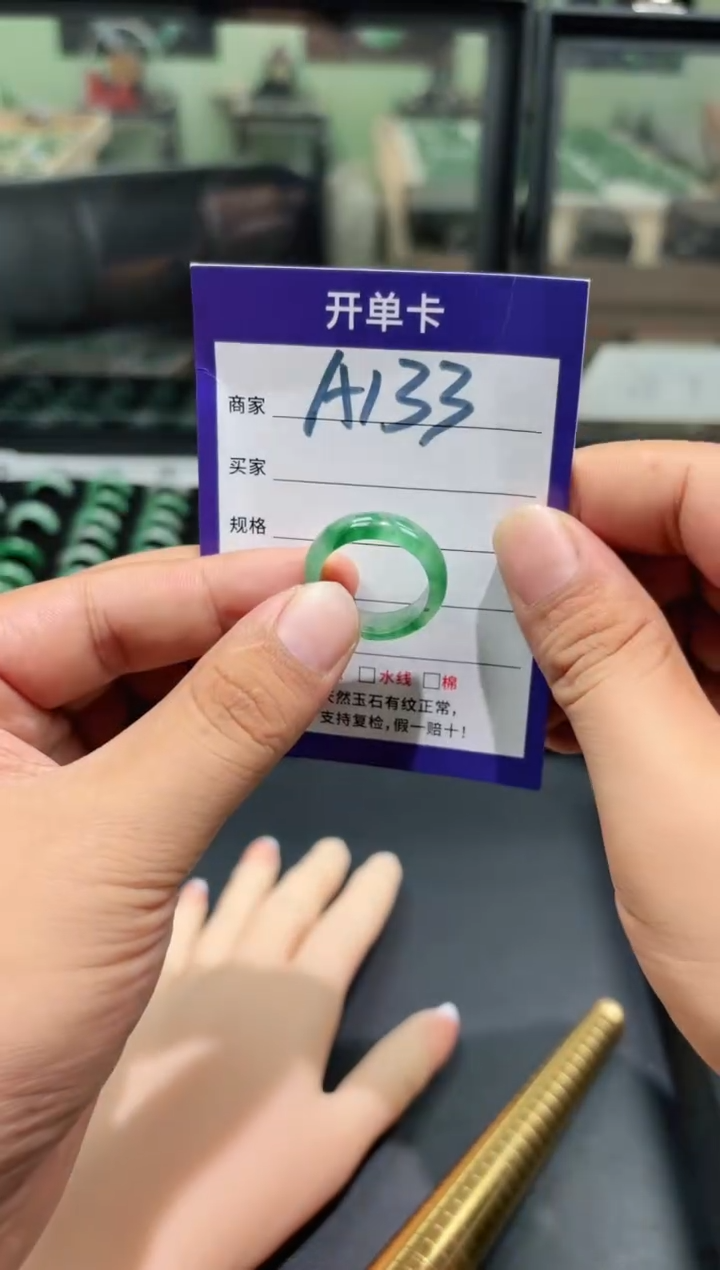 开单卡
商家 A133
买家
规格
水线 棉
天然玉石有纹正常，
支持复检，假一赔十！